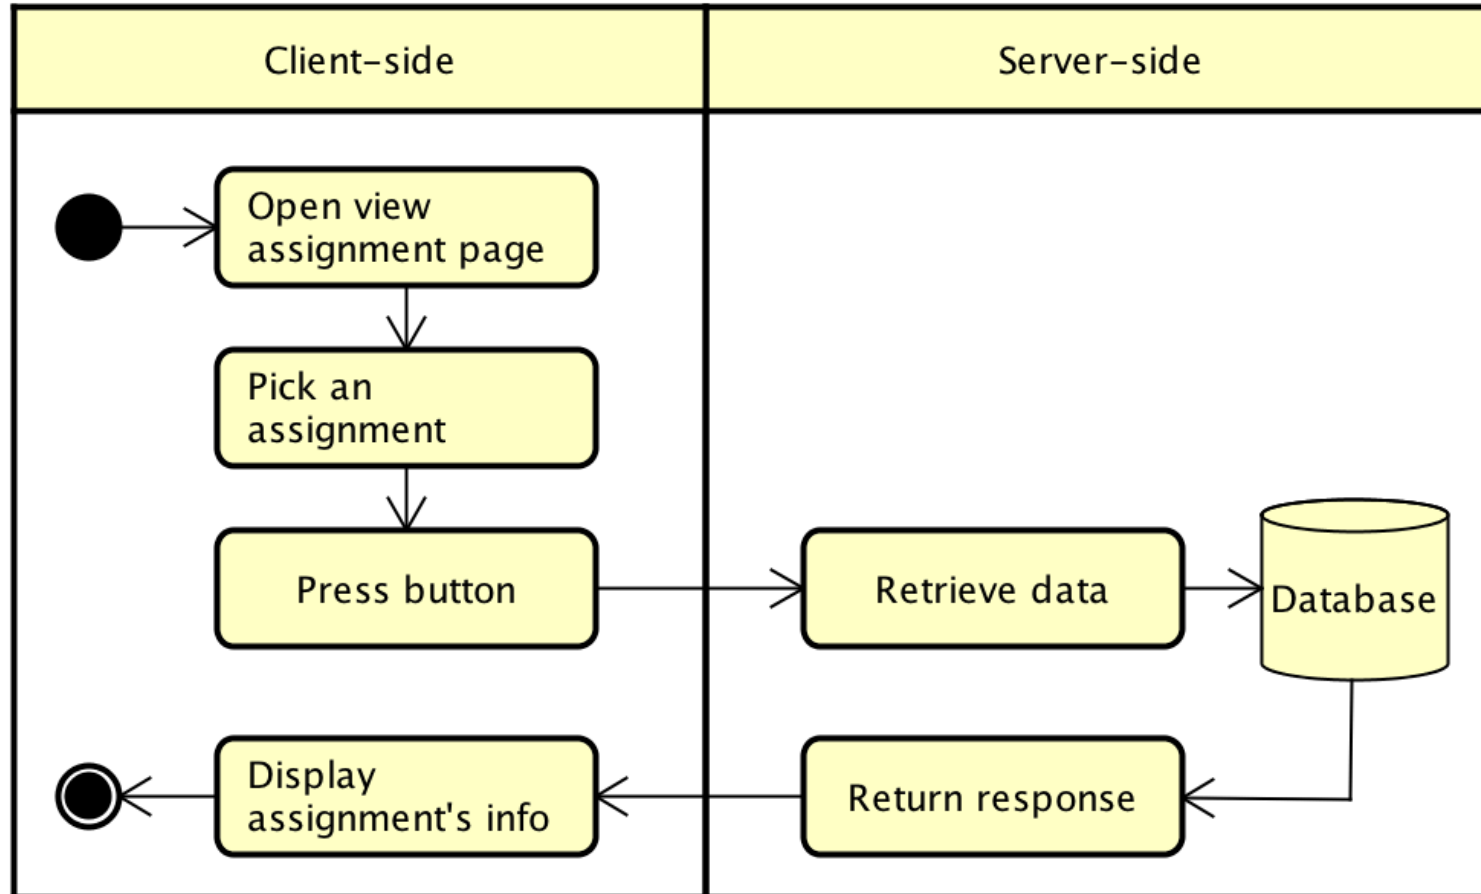 Client-side
Server-side
Open view
assignment page
Pick an
assignment
Press button
Retrieve data
Database
Display
assignment's info
Return response